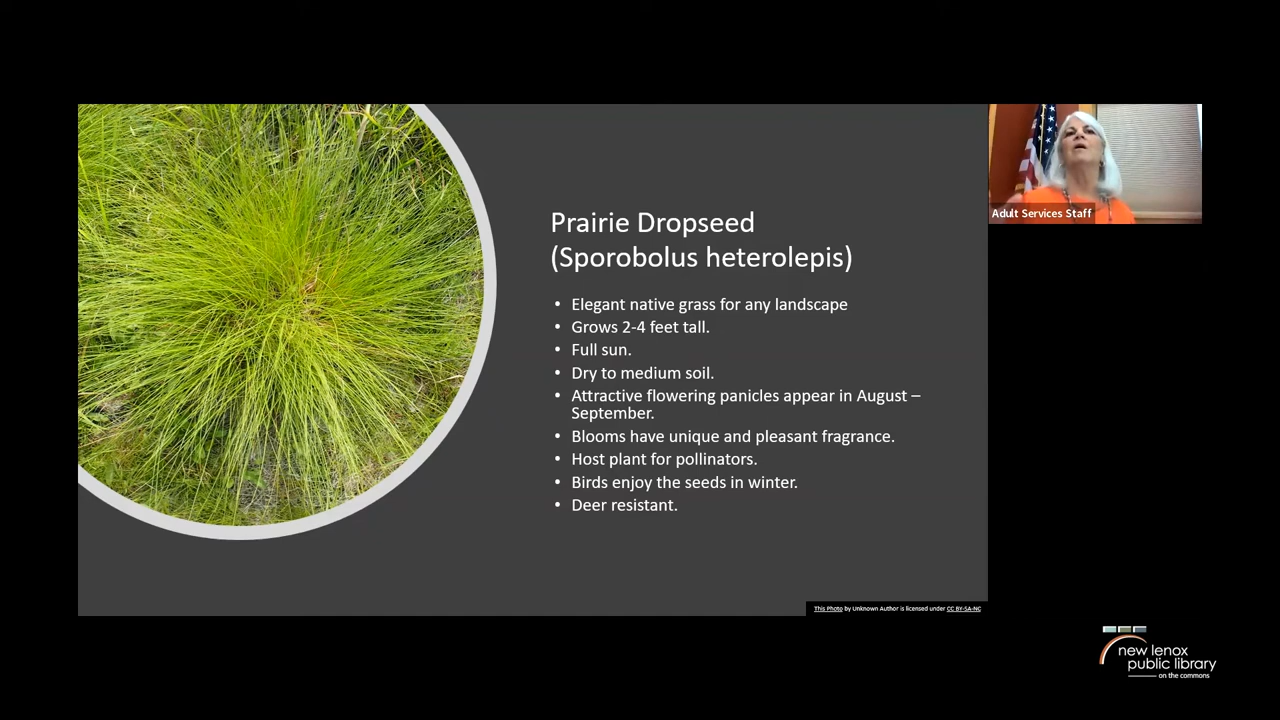 Prairie Dropseed
(Sporobolus heterolepis)
• Elegant native grass for any landscape
• Grows 2-4 feet tall.
• Full sun.
• Dry to medium soil.
• Attractive flowering panicles appear in August –
September.
• Blooms have unique and pleasant fragrance.
• Host plant for pollinators.
• Birds enjoy the seeds in winter.
• Deer resistant.
This Photo by Unknown Author is licensed under CC BY-SA-NC
Adult Services Staff
new lenox
public library
on the commons